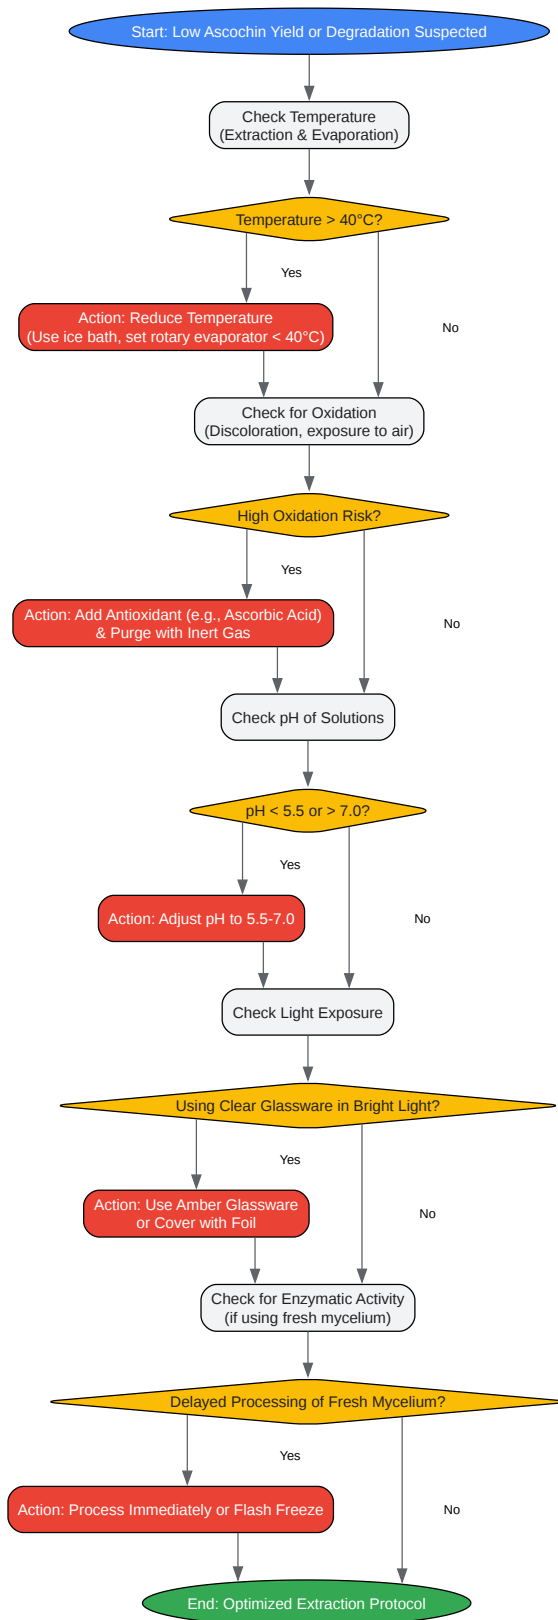 Start: Low Ascochin Yield or Degradation Suspected
Check Temperature
(Extraction & Evaporation)
Temperature > 40°C?
Yes
Action: Reduce Temperature
(Use ice bath, set rotary evaporator < 40°C)
No
Check for Oxidation
(Discoloration, exposure to air)
High Oxidation Risk?
Yes
Action: Add Antioxidant (e.g., Ascorbic Acid)
& Purge with Inert Gas
No
Check pH of Solutions
pH < 5.5 or > 7.0?
Yes
Action: Adjust pH to 5.5-7.0
No
Check Light Exposure
Using Clear Glassware in Bright Light?
Yes
Action: Use Amber Glassware
or Cover with Foil
No
Check for Enzymatic Activity
(if using fresh mycelium)
Delayed Processing of Fresh Mycelium?
Yes
Action: Process Immediately or Flash Freeze
No
End: Optimized Extraction Protocol